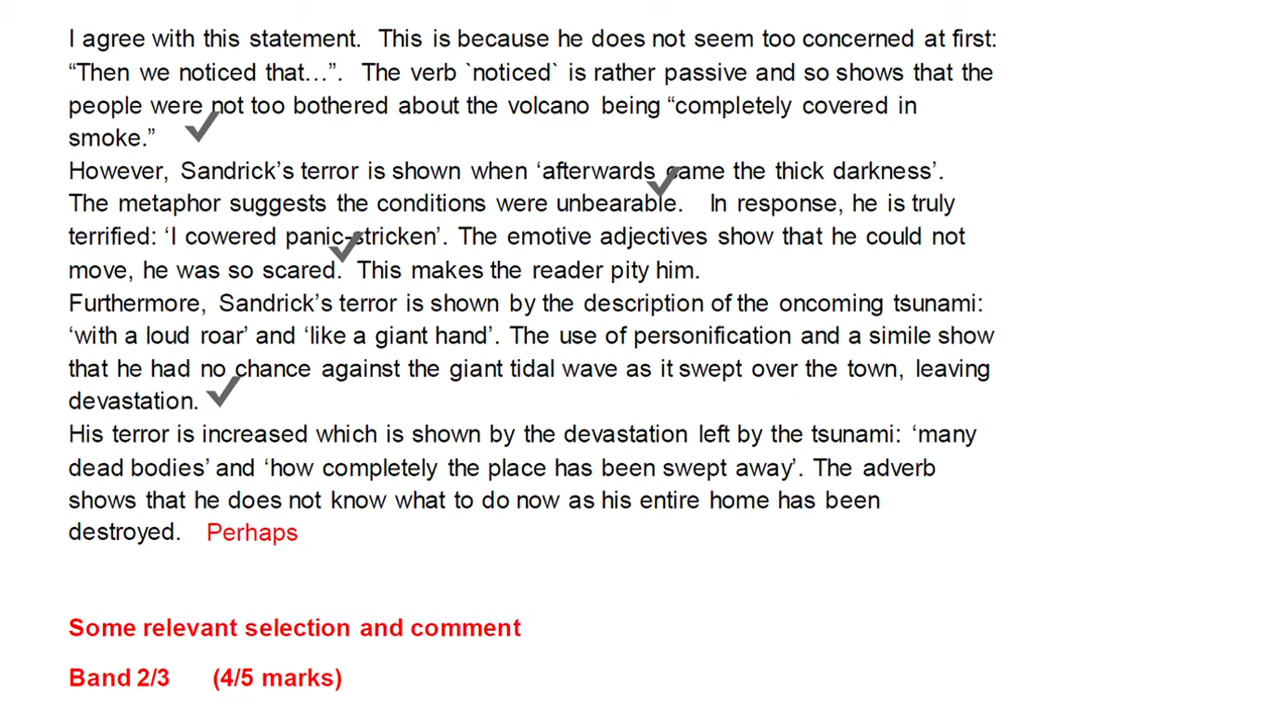 I agree with this statement. This is because he does not seem too concerned at first:
“Then we noticed that…”. The verb `noticed` is rather passive and so shows that the
people were not too bothered about the volcano being “completely covered in
smoke.”
However, Sandrick’s terror is shown when ‘afterwards came the thick darkness’.
The metaphor suggests the conditions were unbearable. In response, he is truly
terrified: ‘I cowered panic-stricken’. The emotive adjectives show that he could not
move, he was so scared. This makes the reader pity him.
Furthermore, Sandrick’s terror is shown by the description of the oncoming tsunami:
‘with a loud roar’ and ‘like a giant hand’. The use of personification and a simile show
that he had no chance against the giant tidal wave as it swept over the town, leaving
devastation.
His terror is increased which is shown by the devastation left by the tsunami: ‘many
dead bodies’ and ‘how completely the place has been swept away’. The adverb
shows that he does not know what to do now as his entire home has been
destroyed. Perhaps
Some relevant selection and comment
Band 2/3 (4/5 marks)